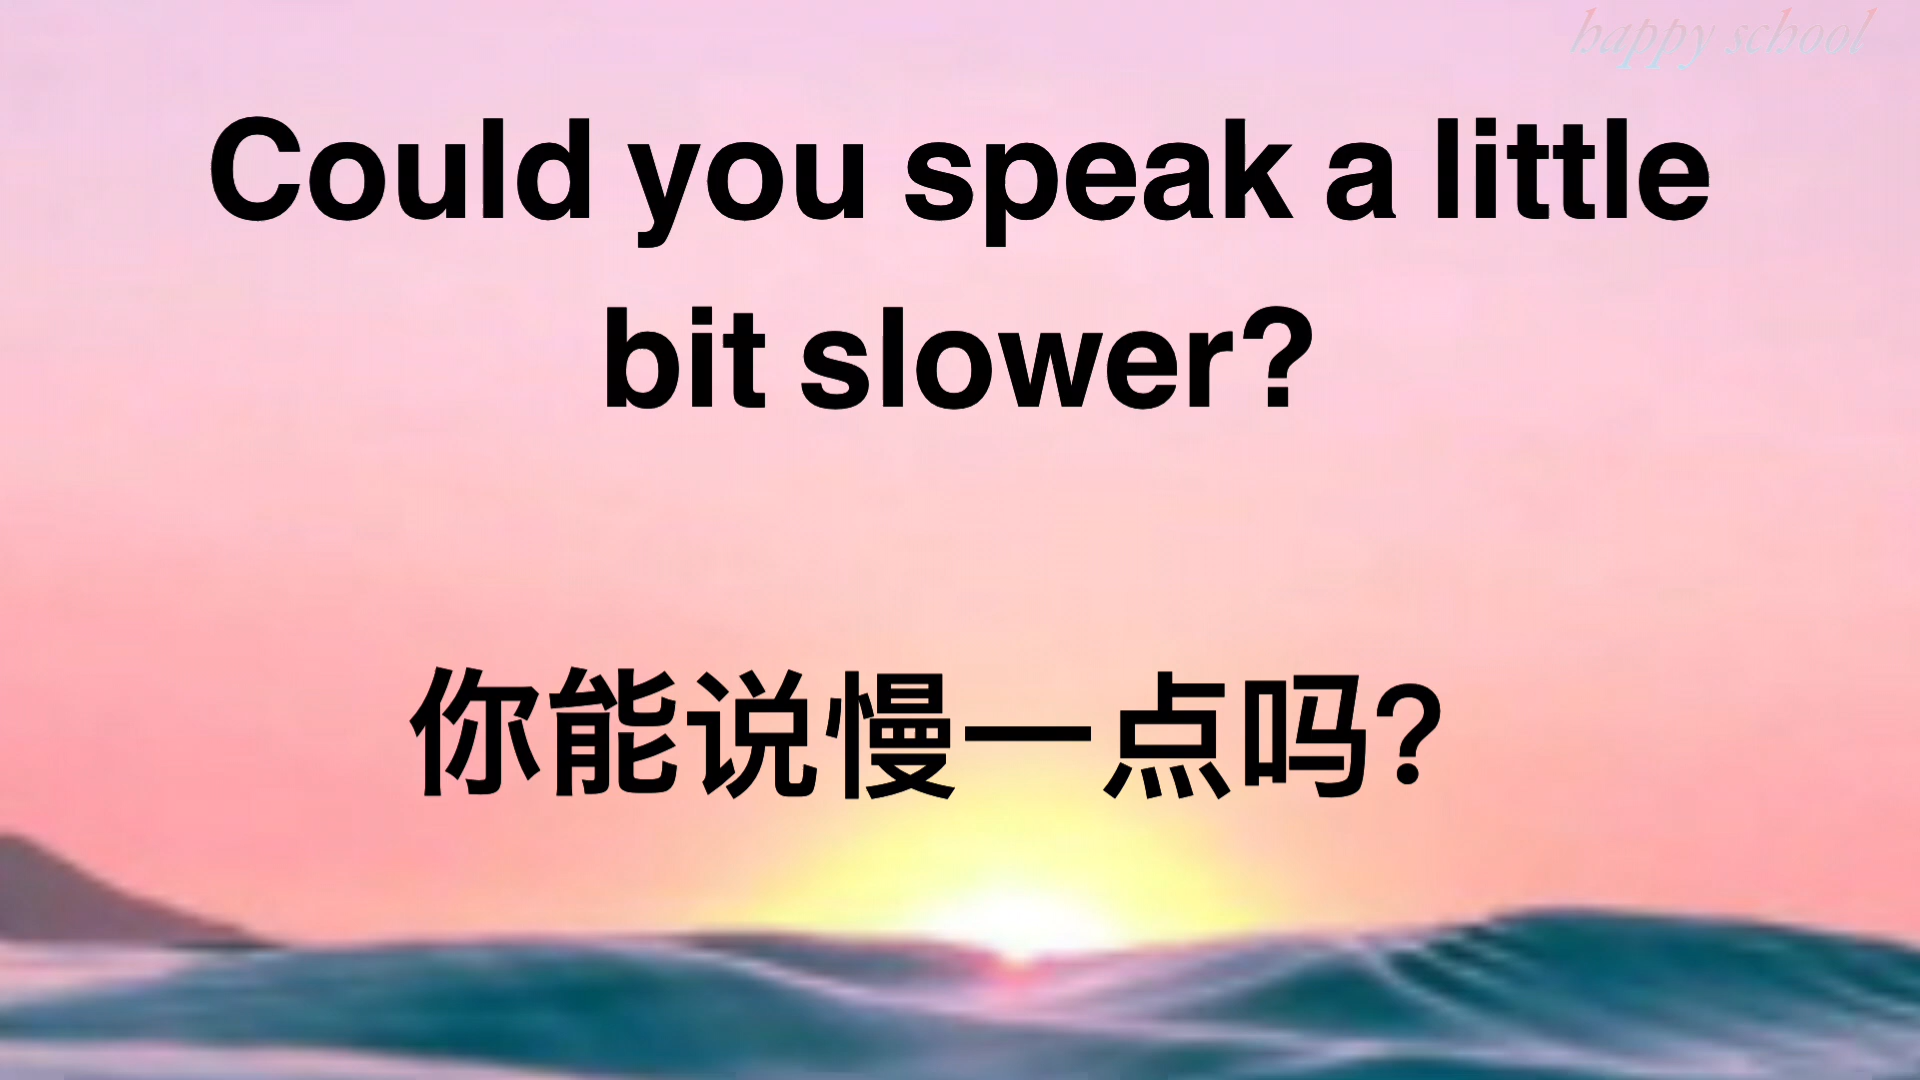 happy school
Could you speak a little
bit slower?
你能说慢一点吗?